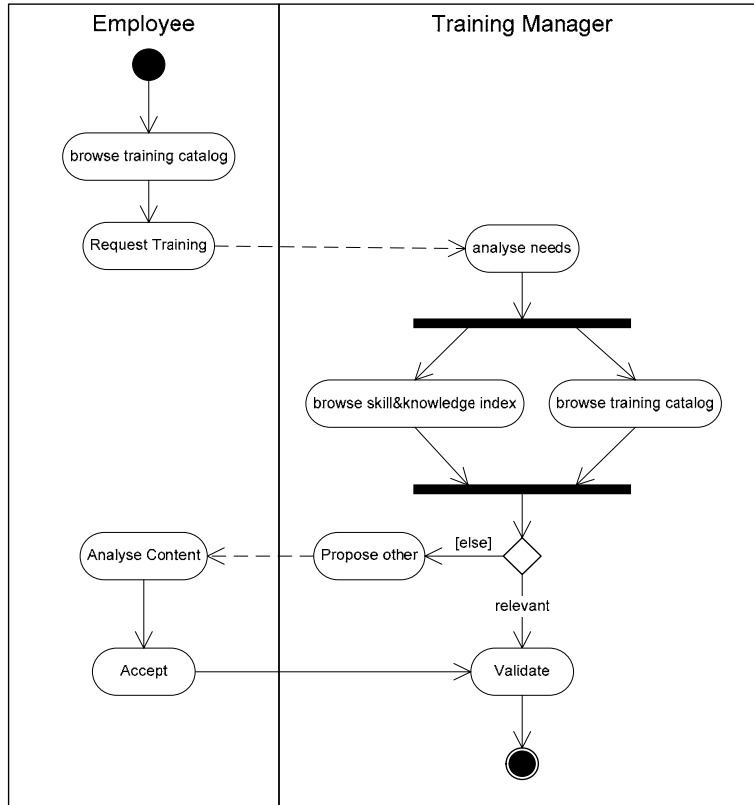 Employee
Training Manager
browse training catalog
Request Training
analyse needs
browse skill&knowledge index
browse training catalog
Analyse Content
Propose other
[else]
relevant
Accept
Validate